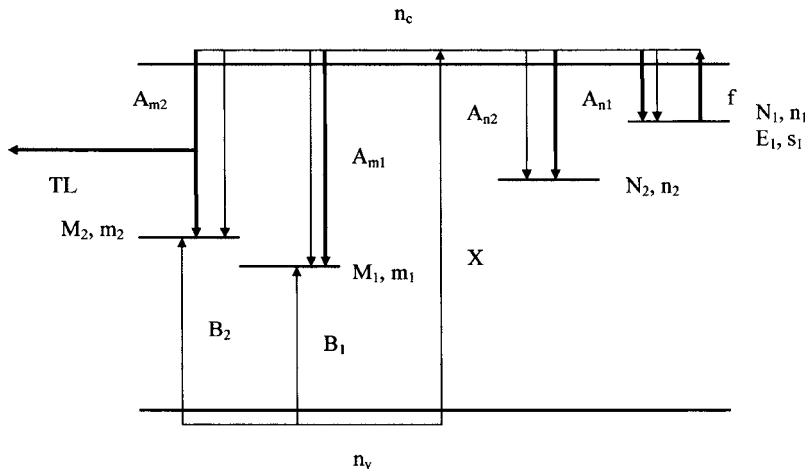 n_c
A_m2
A_n2
A_n1
f
N_1, n_1
E_1, s_1
A_m1
TL
N_2, n_2
M_2, m_2
X
M_1, m_1
B_2
B_1
n_v